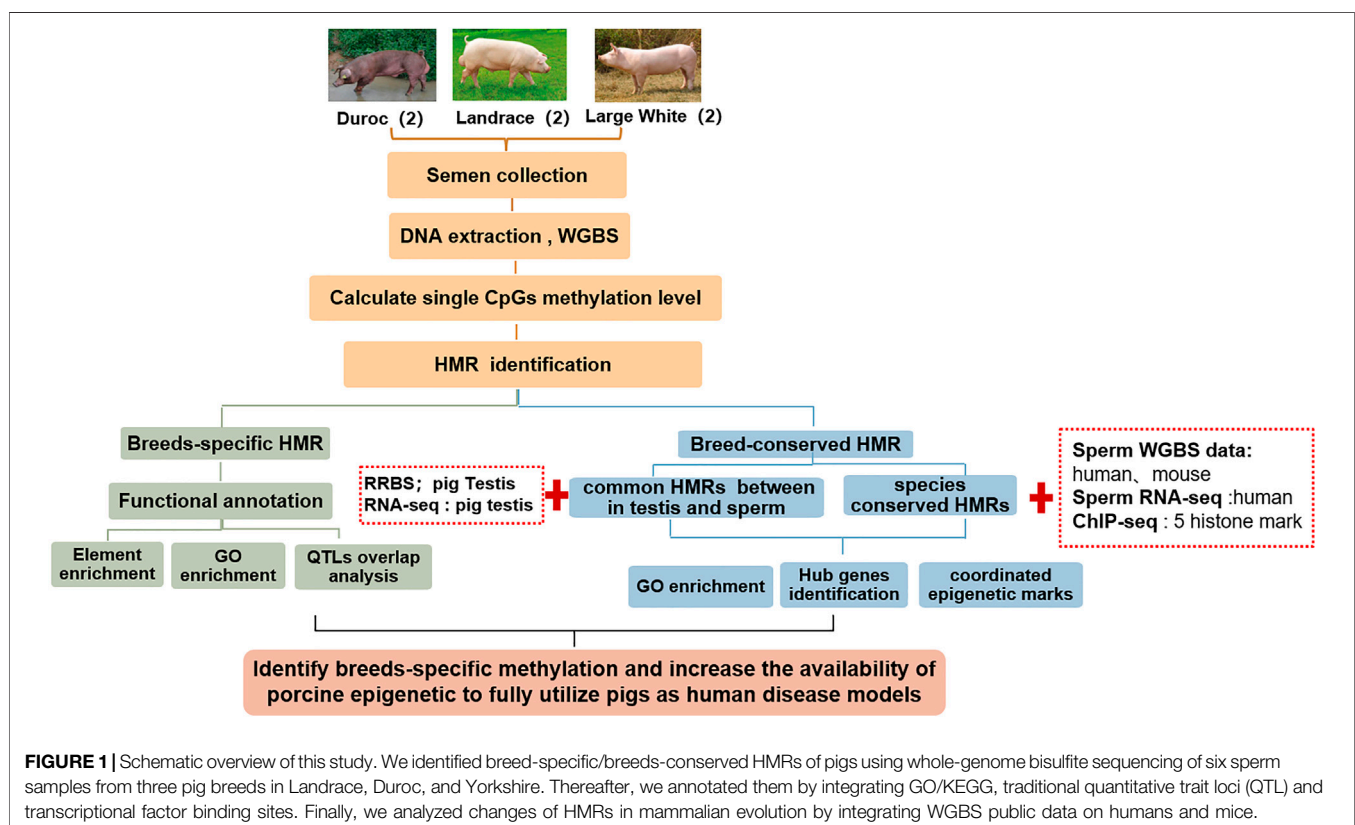 Duroc (2)
Landrace (2)
Large White (2)
Semen collection
DNA extraction , WGBS
Calculate single CpGs methylation level
HMR identification
Breeds-specific HMR
Functional annotation
Element
enrichment
GO
enrichment
QTLs overlap
analysis
Breed-conserved HMR
RRBS; pig Testis
RNA-seq : pig testis
common HMRs between
in testis and sperm
species
conserved HMRs
Sperm WGBS data:
human、mouse
Sperm RNA-seq :human
ChIP-seq : 5 histone mark
GO enrichment
Hub genes
identification
coordinated
epigenetic marks
Identify breeds-specific methylation and increase the availability of
porcine epigenetic to fully utilize pigs as human disease models
FIGURE 1 | Schematic overview of this study. We identified breed-specific/breeds-conserved HMRs of pigs using whole-genome bisulfite sequencing of six sperm
samples from three pig breeds in Landrace, Duroc, and Yorkshire. Thereafter, we annotated them by integrating GO/KEGG, traditional quantitative trait loci (QTL) and
transcriptional factor binding sites. Finally, we analyzed changes of HMRs in mammalian evolution by integrating WGBS public data on humans and mice.